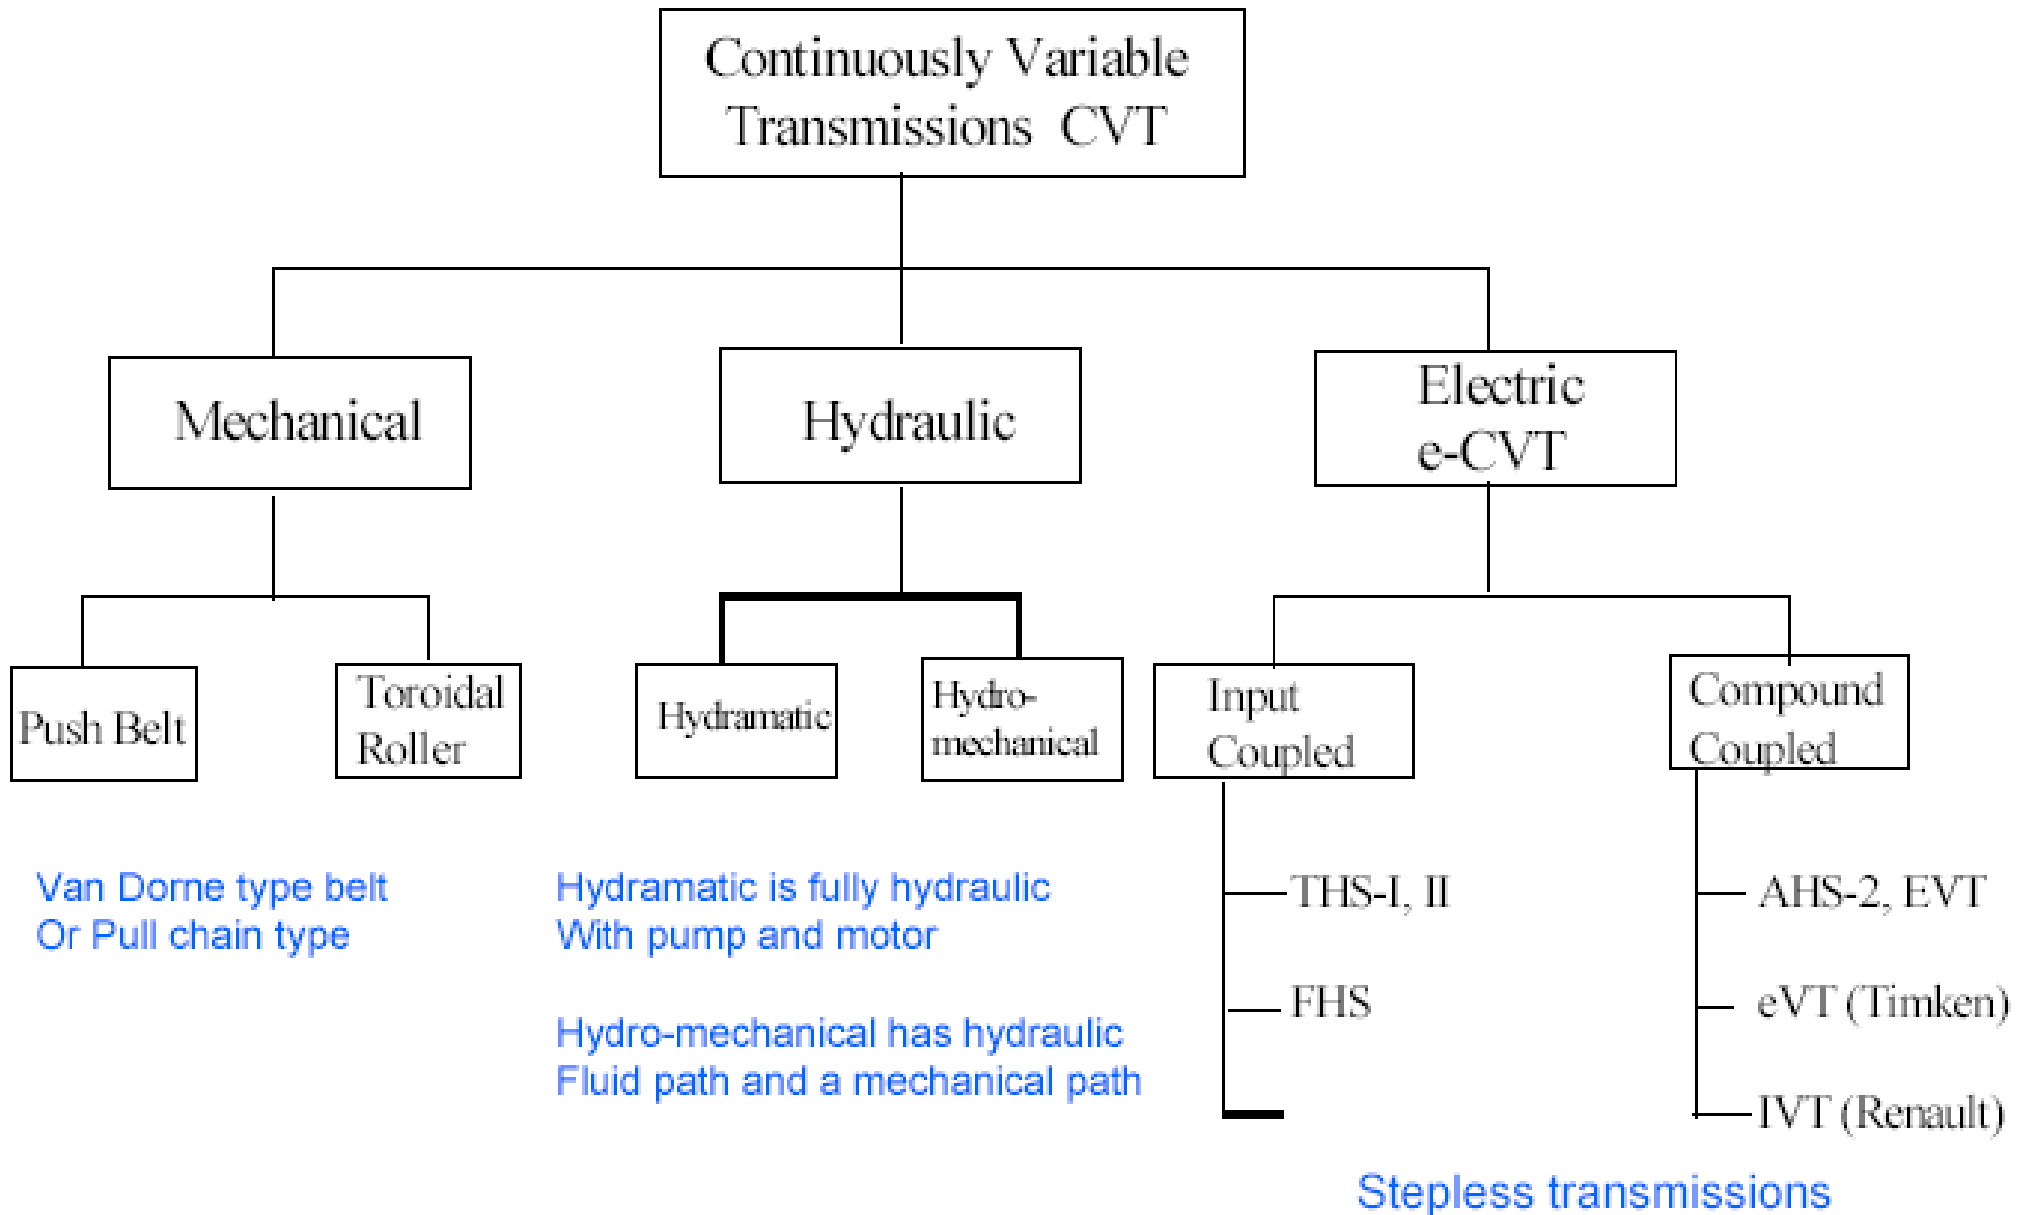 Continuously Variable
Transmissions CVT
Mechanical
Hydraulic
Electric
e-CVT
Push Belt
Toroidal
Roller
Hydramatic
Hydro-
mechanical
Input
Coupled
Compound
Coupled
Van Dorne type belt
Or Pull chain type
Hydramatic is fully hydraulic
With pump and motor
Hydro-mechanical has hydraulic
Fluid path and a mechanical path
THS-I, II
FHS
AHS-2, EVT
eVT (Timken)
IVT (Renault)
Stepless transmissions